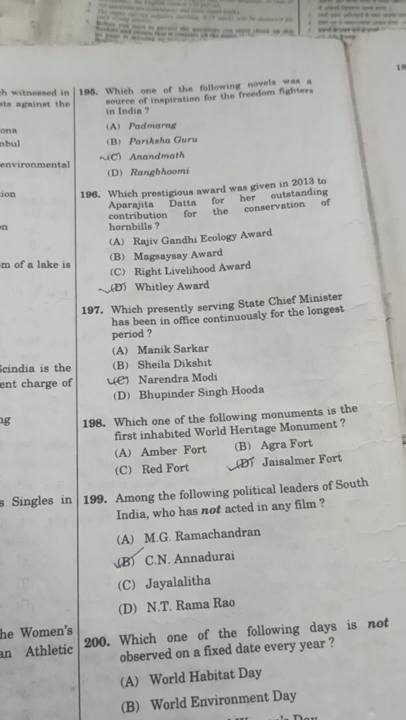 ch witnessed in
sts against the
ona
nbul
environmental
ion
m of a lake is
Scindia is the
ent charge of
ng
s Singles in
he Women's
an Athletic
195. Which one of the following novels was a
source of inspiration for the freedom fighters
in India ?
(A) Padmarag
(B) Pariksha Guru
(C) Anandmath
(D) Rangbhoomi
196. Which prestigious award was given in 2013 to
Aparajita Datta for her outstanding
contribution for the conservation of
hornbills ?
(A) Rajiv Gandhi Ecology Award
(B) Magsaysay Award
(C) Right Livelihood Award
(D) Whitley Award
197. Which presently serving State Chief Minister
has been in office continuously for the longest
period ?
(A) Manik Sarkar
(B) Sheila Dikshit
(C) Narendra Modi
(D) Bhupinder Singh Hooda
198. Which one of the following monuments is the
first inhabited World Heritage Monument ?
(A) Amber Fort (B) Agra Fort
(C) Red Fort (D) Jaisalmer Fort
199. Among the following political leaders of South
India, who has not acted in any film ?
(A) M.G. Ramachandran
(B) C.N. Annadurai
(C) Jayalalitha
(D) N.T. Rama Rao
200. Which one of the following days is not
observed on a fixed date every year ?
(A) World Habitat Day
(B) World Environment Day